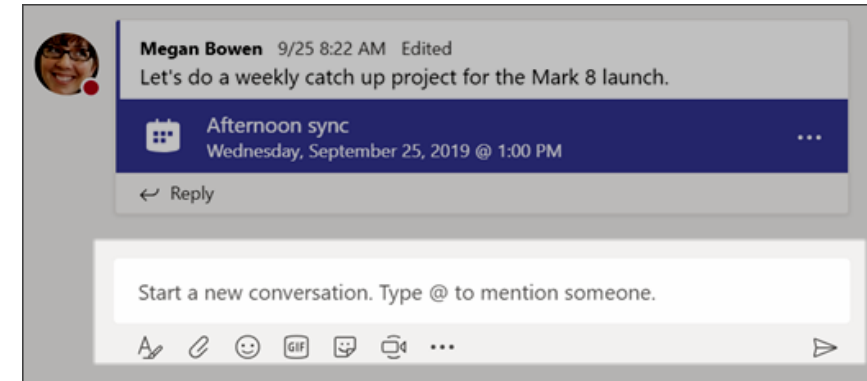 Megan Bowen 9/25 8:22 AM Edited
Let's do a weekly catch up project for the Mark 8 launch.
Afternoon sync
Wednesday, September 25, 2019 @ 1:00 PM
Reply
Start a new conversation. Type @ to mention someone.
GIF